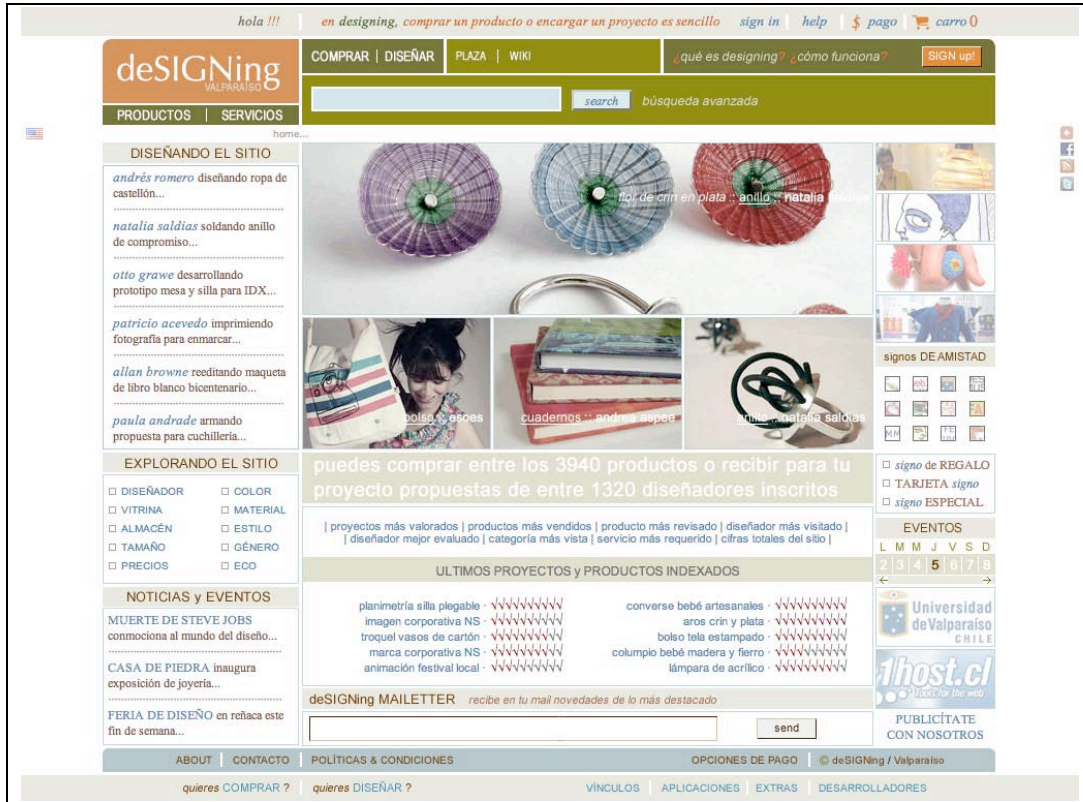 hola !!!
en designing, comprar un producto o encargar un proyecto es sencillo
sign in
help
$ pago
carro 0
deSIGNing
VALPARAÍSO
COMPRAR | DISEÑAR
PLAZA | WIKI
¿qué es designing? ¿cómo funciona?
SIGN up!
search
búsqueda avanzada
PRODUCTOS | SERVICIOS
home...
DISEÑANDO EL SITIO
andrés romero diseñando ropa de
castellón...
natalia saldías soldando anillo
de compromiso...
otto grawe desarrollando
prototipo mesa y silla para IDX...
patricio acevedo imprimiendo
fotografía para enmarcar...
allan browne reeditando maqueta
de libro blanco bicentenario...
paula andrade armando
propuesta para cuchillería...
EXPLORANDO EL SITIO
DISEÑADOR
COLOR
VITRINA
MATERIAL
ALMACÉN
ESTILO
TAMAÑO
GÉNERO
PRECIOS
ECO
NOTICIAS y EVENTOS
MUERTE DE STEVE JOBS
conmociona al mundo del diseño...
CASA DE PIEDRA inaugura
exposición de joyería...
FERIA DE DISEÑO en reñaca este
fin de semana...
flor de crin en plata :: anillo :: natalia saldías
bolso :: esoes
cuadernos :: andrea aspee
anillo :: natalia saldías
puedes comprar entre los 3940 productos o recibir para tu
proyecto propuestas de entre 1320 diseñadores inscritos
| proyectos más valorados | productos más vendidos | producto más revisado | diseñador más visitado |
| diseñador mejor evaluado | categoría más vista | servicio más requerido | cifras totales del sitio |
ULTIMOS PROYECTOS y PRODUCTOS INDEXADOS
planimetría silla plegable · √√√√√√√√√√
converse bebé artesanales · √√√√√√√√√√
imagen corporativa NS · √√√√√√√√√√
aros crin y plata · √√√√√√√√√√
troquel vasos de cartón · √√√√√√√√√√
bolso tela estampado · √√√√√√√√√√
marca corporativa NS · √√√√√√√√√√
columpio bebé madera y fierro · √√√√√√√√√√
animación festival local · √√√√√√√√√√
lámpara de acrílico · √√√√√√√√√√
deSIGNing MAILETTER recibe en tu mail novedades de lo más destacado
send
signos DE AMISTAD
MM
signo de REGALO
TARJETA signo
signo ESPECIAL
EVENTOS
L M M J V S D
2 3 4 5 6 7 8
Universidad
de Valparaíso
CHILE
1host.cl
Tools for the web
PUBLICÍTATE
CON NOSOTROS
ABOUT
CONTACTO
POLÍTICAS & CONDICIONES
OPCIONES DE PAGO
© deSIGNing / Valparaíso
quieres COMPRAR ?
quieres DISEÑAR ?
VÍNCULOS
APLICACIONES
EXTRAS
DESARROLLADORES